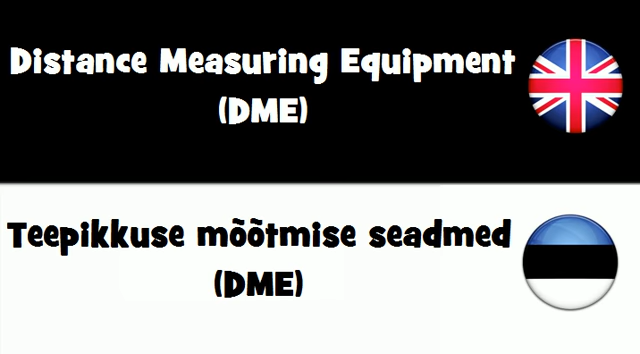 Distance Measuring Equipment
(DME)
Teepikkuse mõõtmise seadmed
(DME)